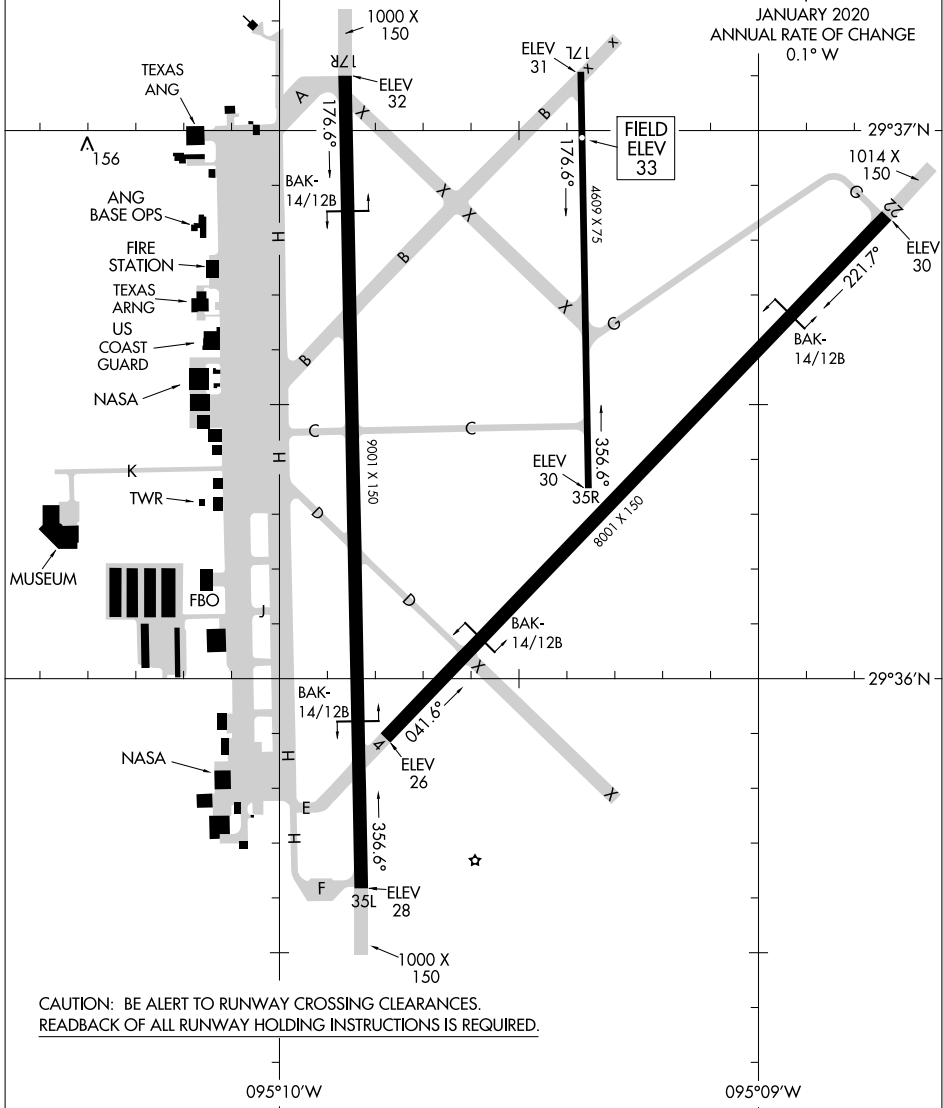 JANUARY 2020
ANNUAL RATE OF CHANGE
0.1° W
1000 X
150
17R
ELEV
32
ELEV
31
17L
TEXAS
ANG
A
X
B
X
X
176.6°
FIELD
ELEV
33
29°37'N
156
1014 X
150
176.6°
4609 X 75
BAK-
14/12B
X
X
G
22
ANG
BASE OPS
H
ELEV
30
FIRE
STATION
B
221.7°
TEXAS
ARNG
X
G
US
COAST
GUARD
BAK-
14/12B
B
NASA
C
C
9001 X 150
H
356.6°
ELEV
30
35R
K
TWR
D
8001 X 150
MUSEUM
FBO
J
D
BAK-
14/12B
X
29°36'N
BAK-
14/12B
041.6°
4
H
NASA
ELEV
26
E
X
H
356.6°
F
35L
ELEV
28
1000 X
150
CAUTION: BE ALERT TO RUNWAY CROSSING CLEARANCES.
READBACK OF ALL RUNWAY HOLDING INSTRUCTIONS IS REQUIRED.
095°10'W
095°09'W